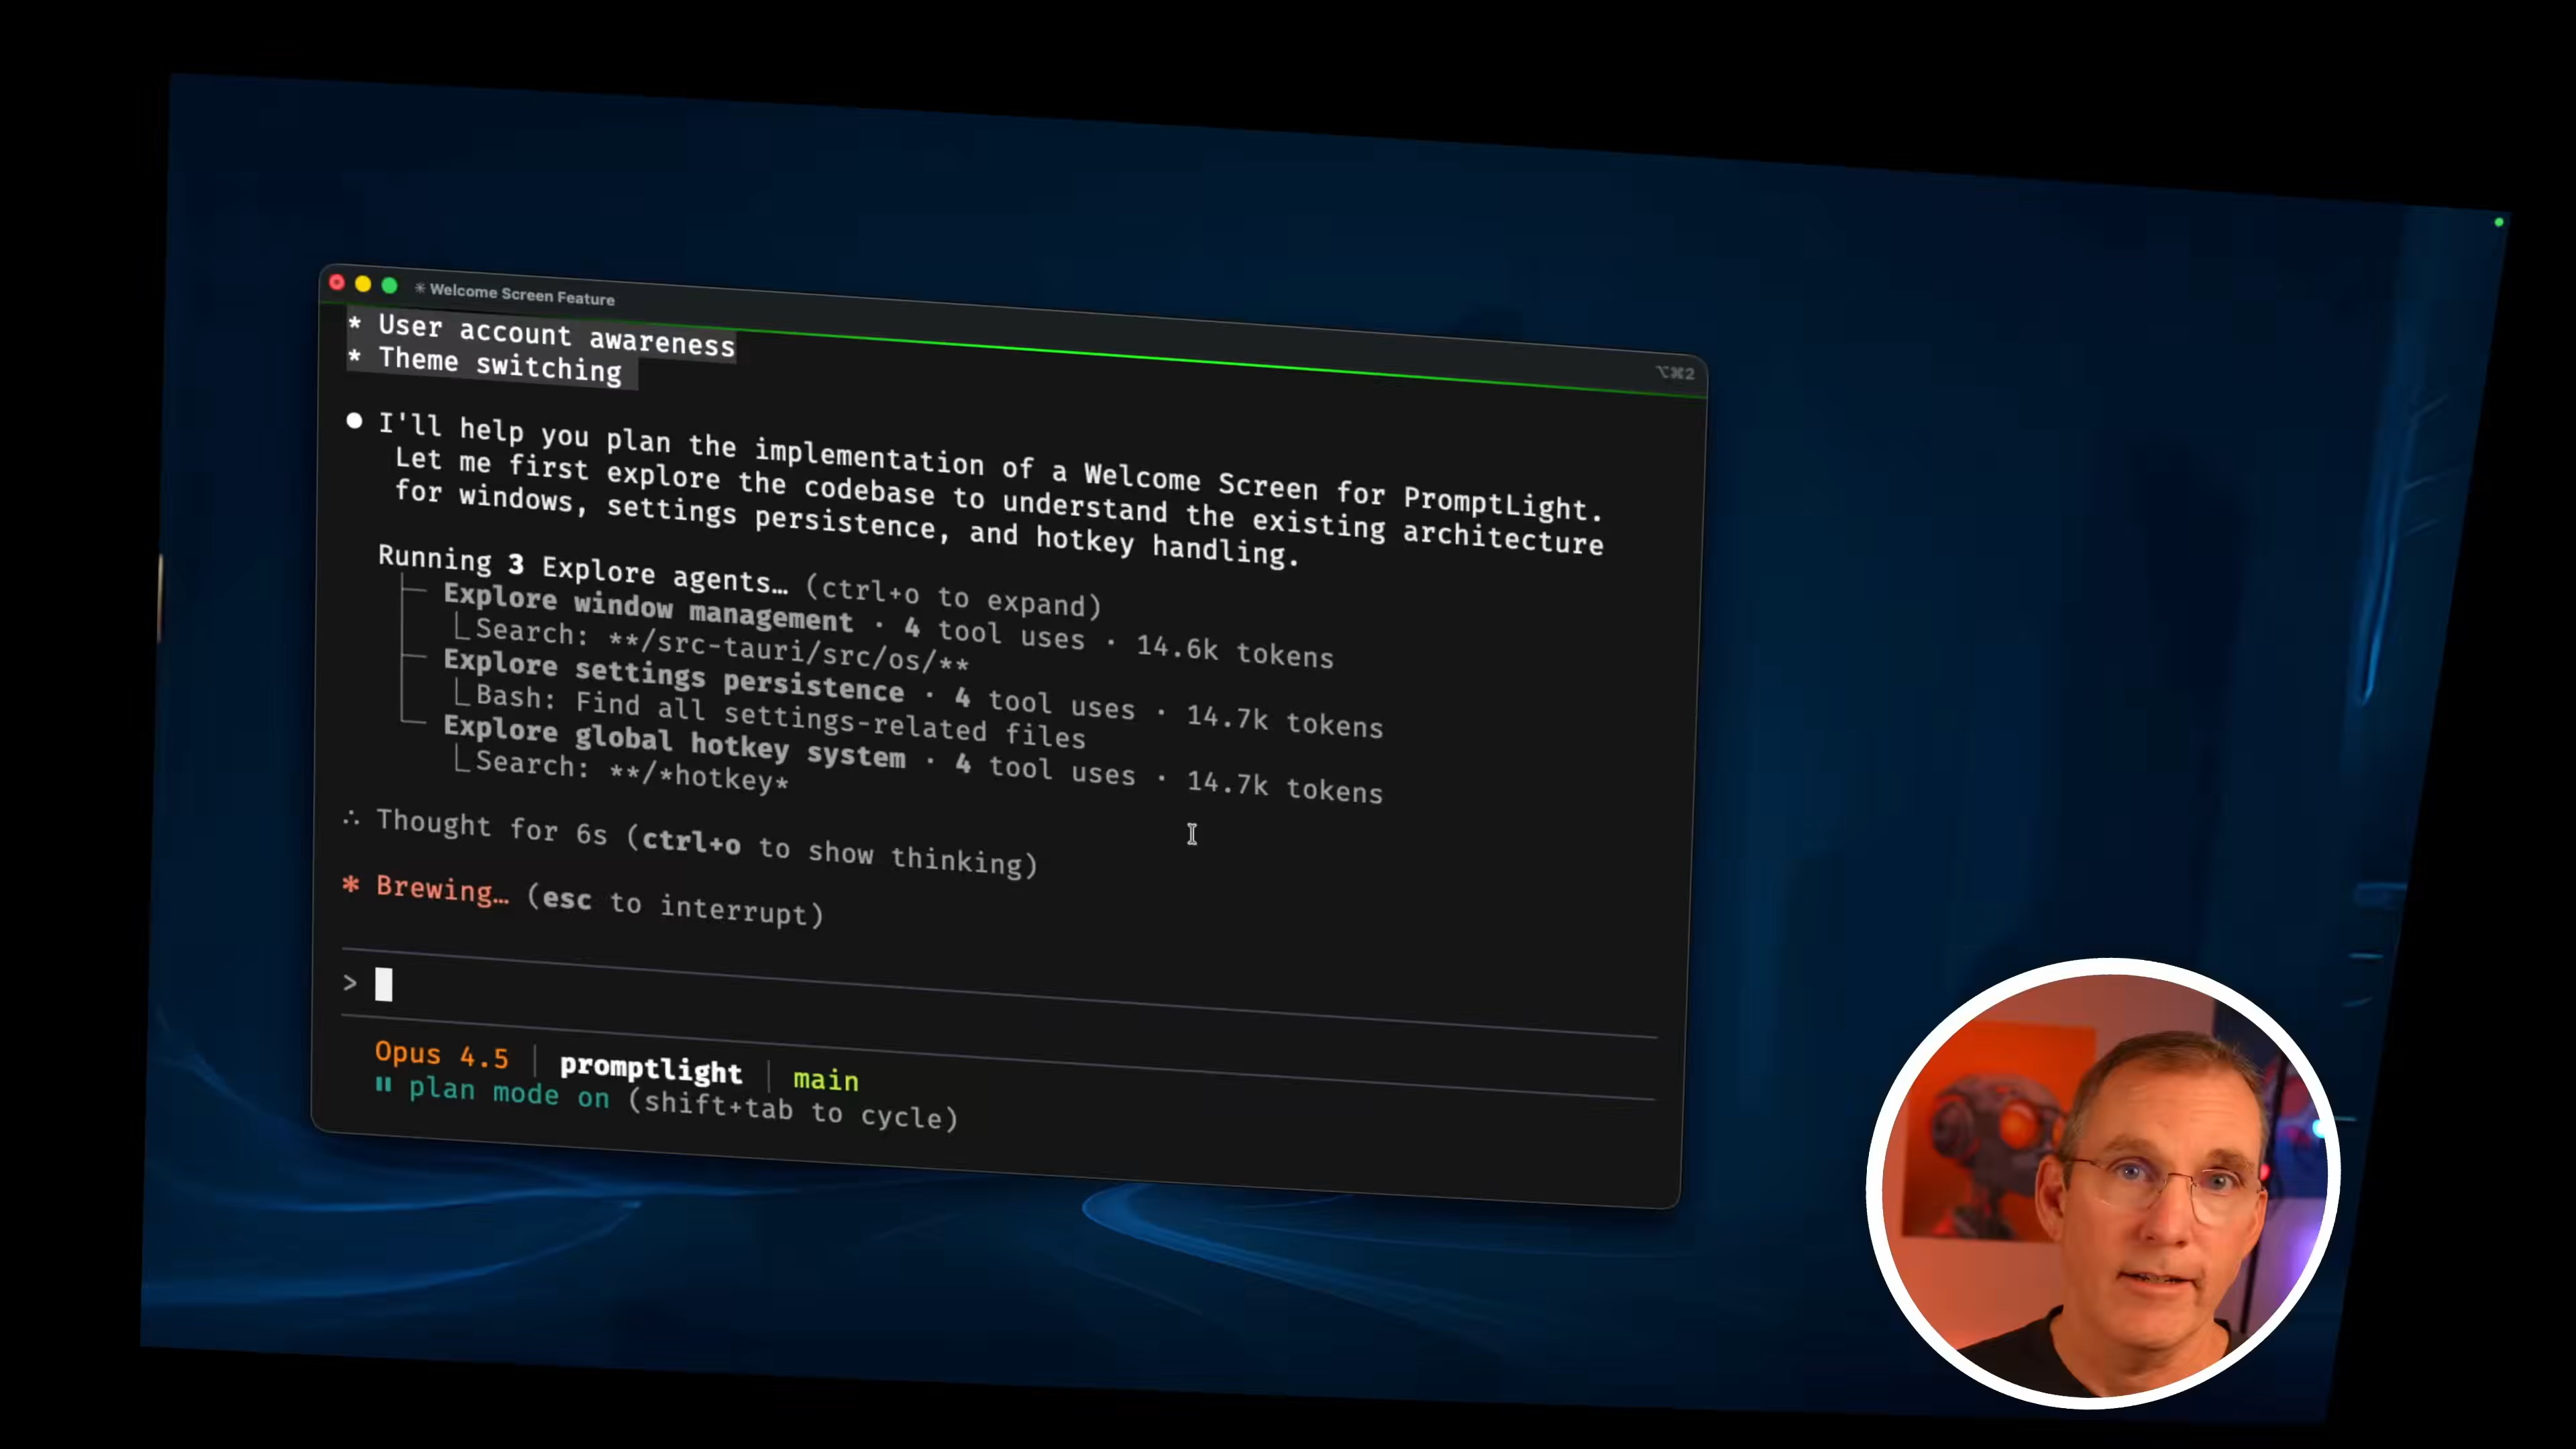 ✳ Welcome Screen Feature
⌥⌘2
* User account awareness
* Theme switching
● I'll help you plan the implementation of a Welcome Screen for PromptLight.
Let me first explore the codebase to understand the existing architecture
for windows, settings persistence, and hotkey handling.
Running 3 Explore agents… (ctrl+o to expand)
├─ Explore window management · 4 tool uses · 14.6k tokens
│ └ Search: **/src-tauri/src/os/**
├─ Explore settings persistence · 4 tool uses · 14.7k tokens
│ └ Bash: Find all settings-related files
└─ Explore global hotkey system · 4 tool uses · 14.7k tokens
└ Search: **/*hotkey*
∴ Thought for 6s (ctrl+o to show thinking)
* Brewing… (esc to interrupt)
>
Opus 4.5 | promptlight | main
⏸ plan mode on (shift+tab to cycle)